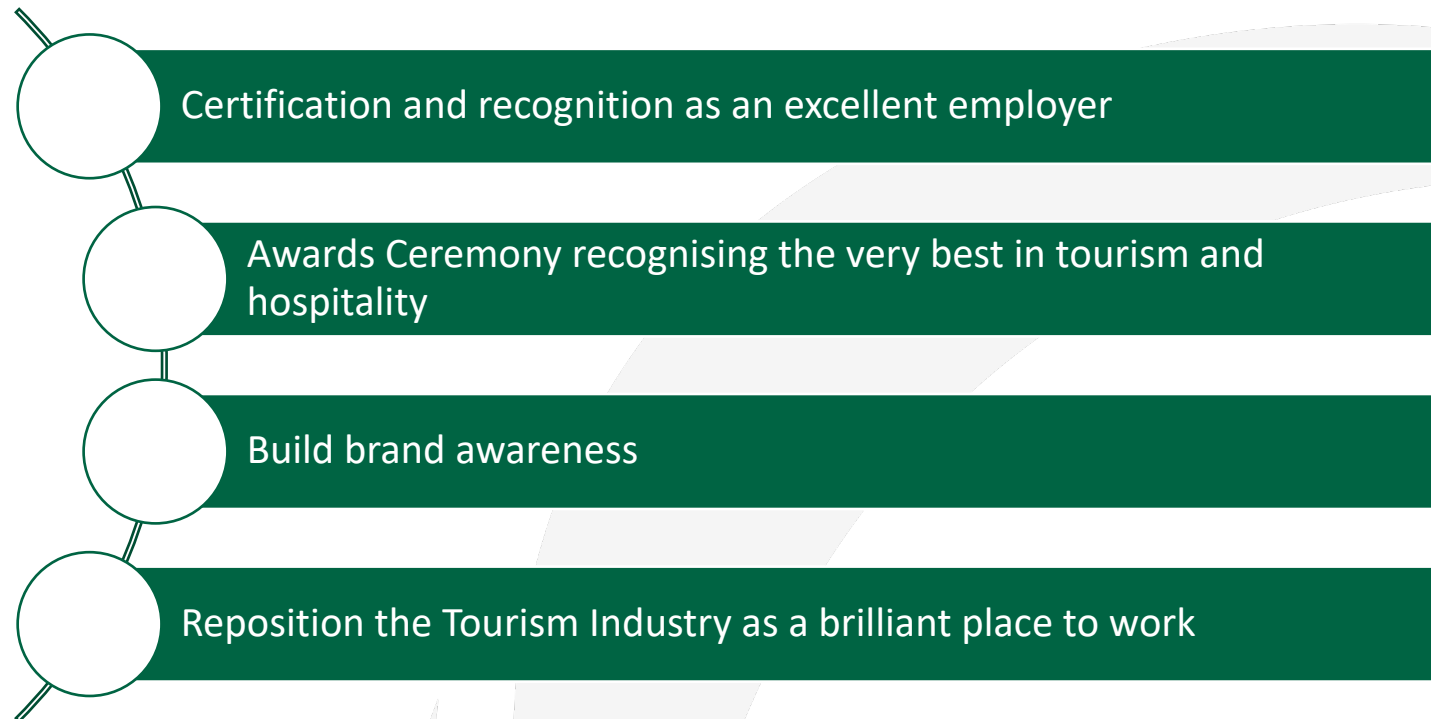 Certification and recognition as an excellent employer
Awards Ceremony recognising the very best in tourism and
hospitality
Build brand awareness
Reposition the Tourism Industry as a brilliant place to work